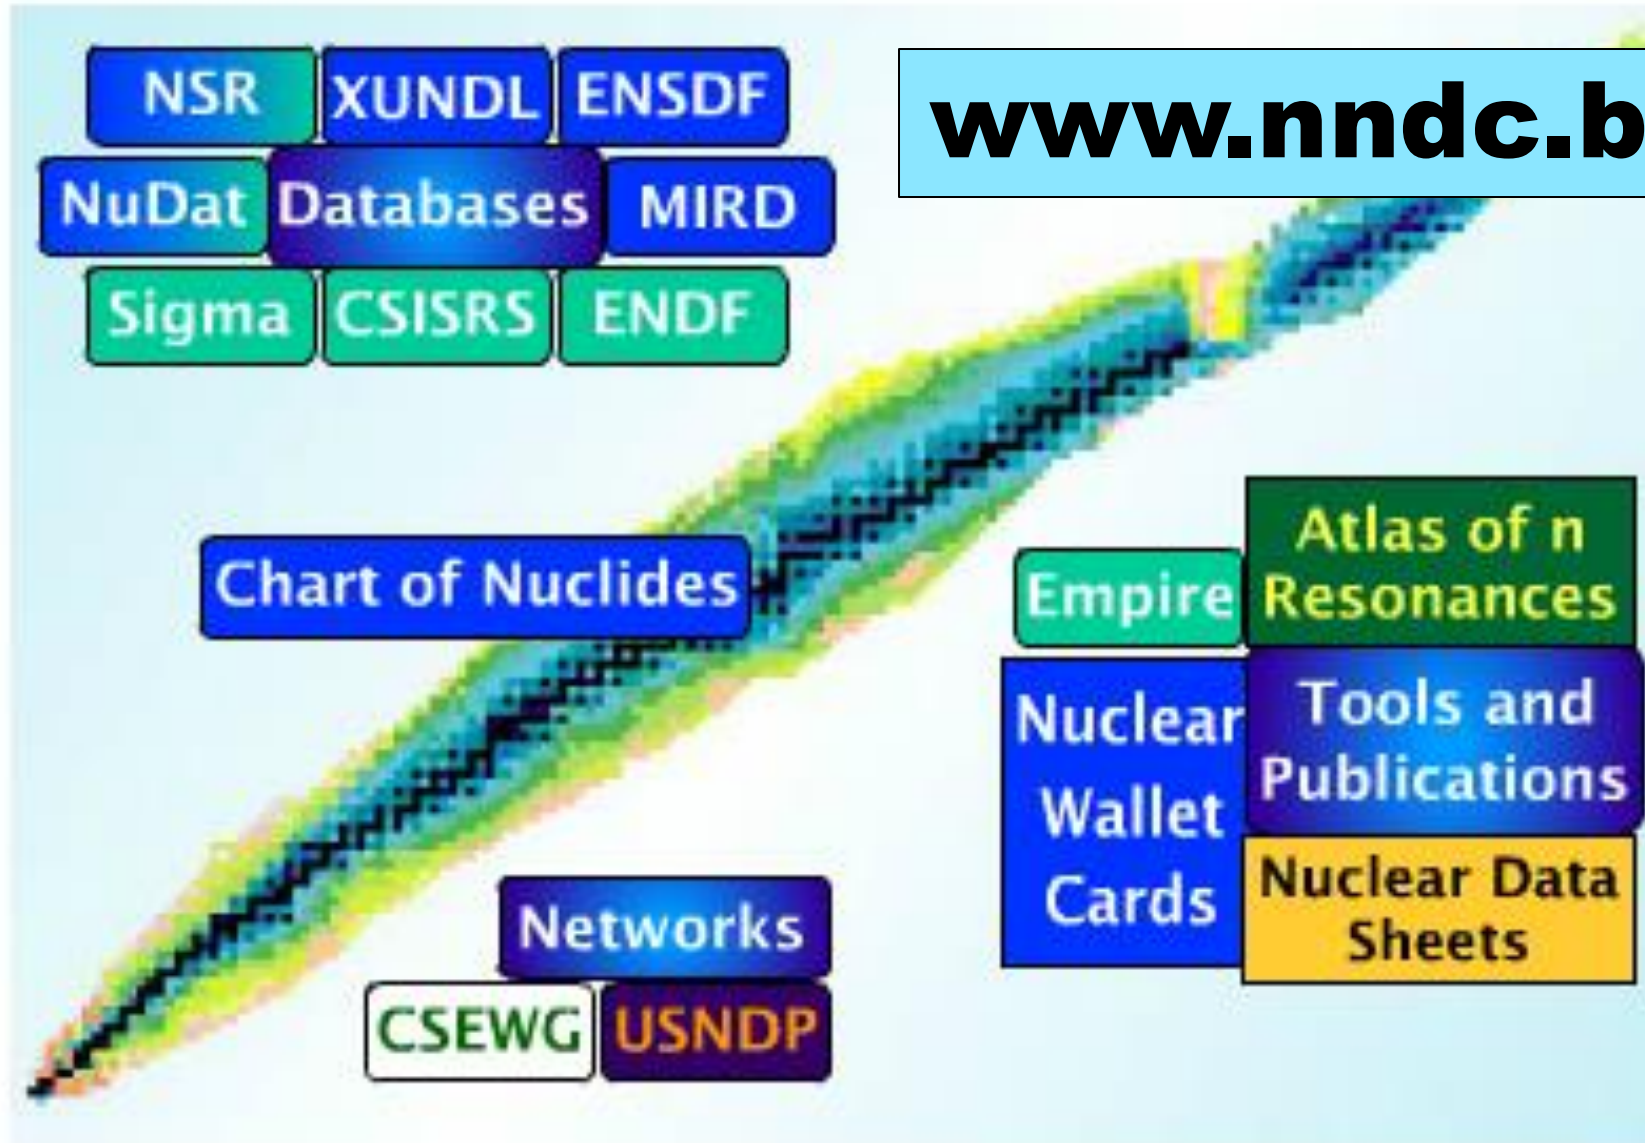 NSR XUNDL ENSDF
www.nndc.b
NuDat Databases MIRD
Sigma CSISRS ENDF
Chart of Nuclides
Empire
Atlas of n
Resonances
Nuclear
Wallet
Cards
Tools and
Publications
Nuclear Data
Sheets
Networks
CSEWG USNDP